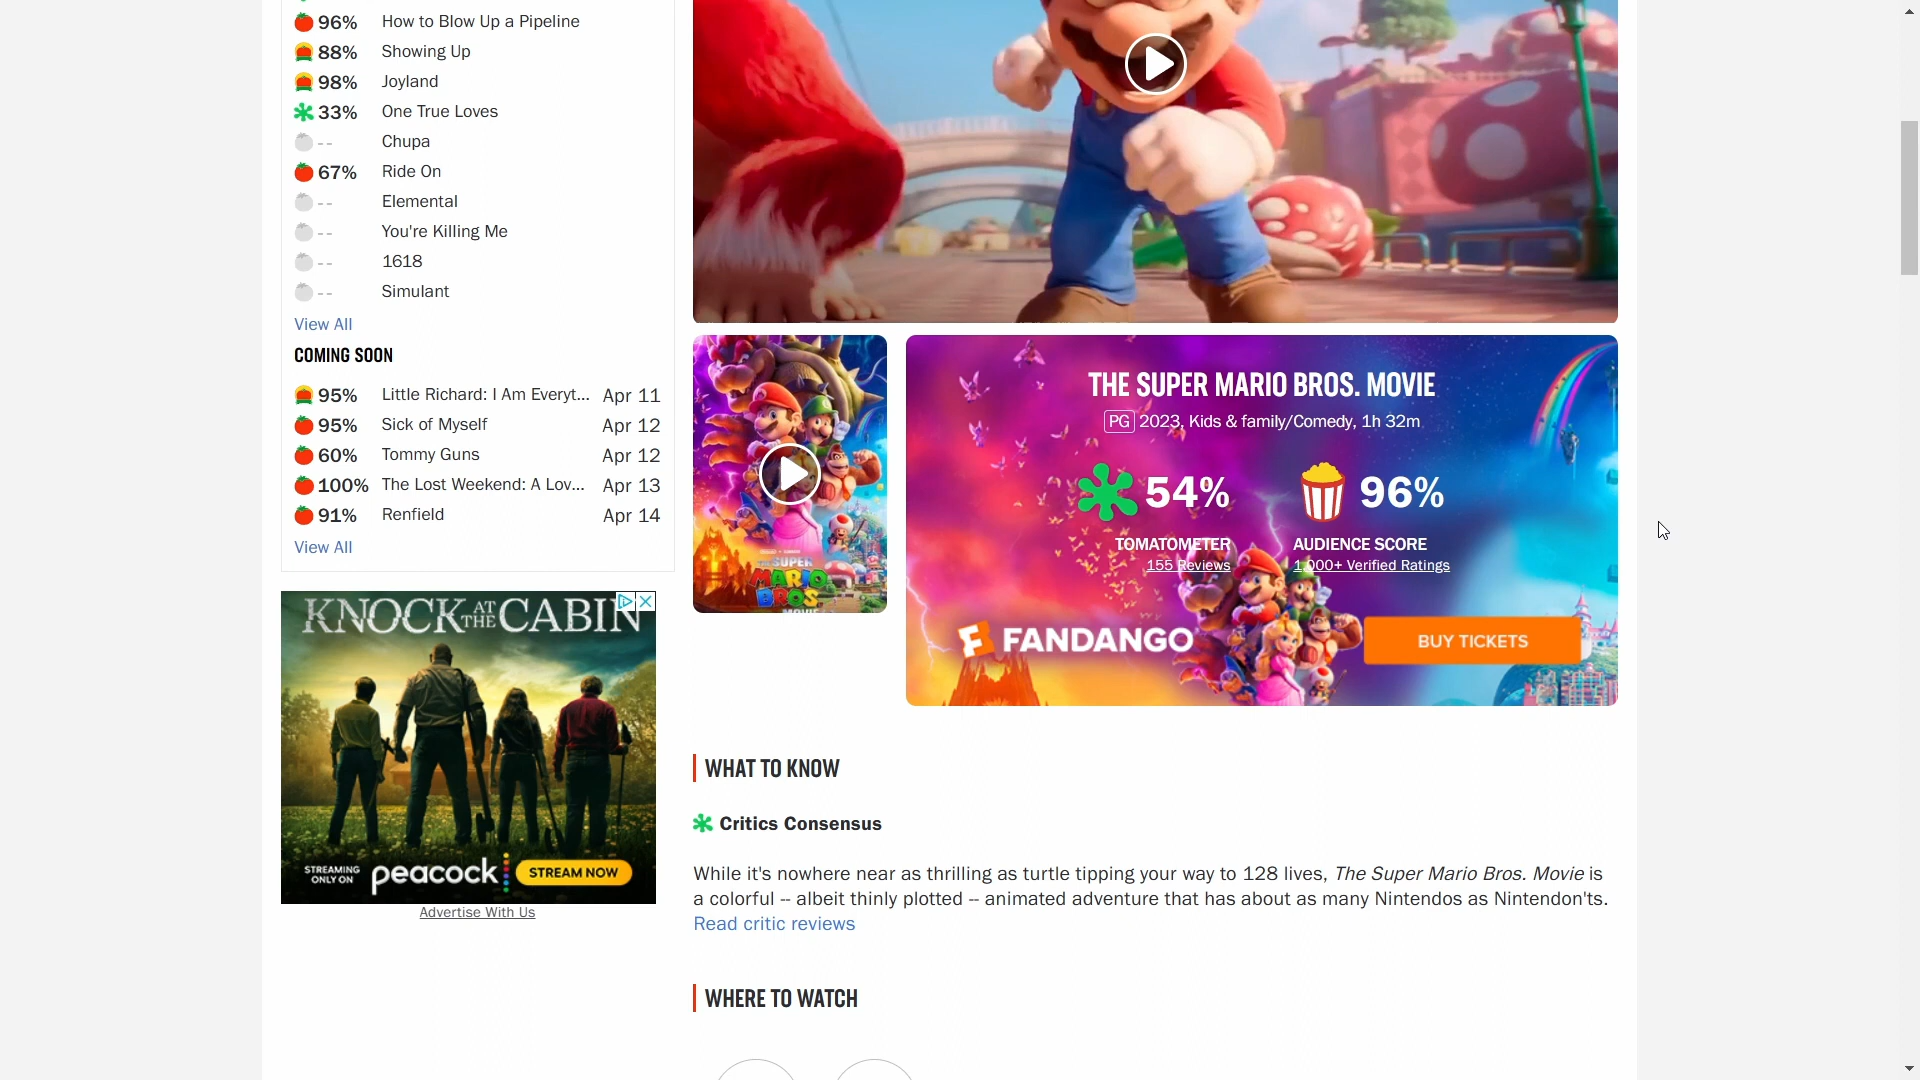 96% How to Blow Up a Pipeline
88% Showing Up
98% Joyland
33% One True Loves
-- Chupa
67% Ride On
-- Elemental
-- You're Killing Me
-- 1618
-- Simulant
View All
COMING SOON
95% Little Richard: I Am Everyt... Apr 11
95% Sick of Myself Apr 12
60% Tommy Guns Apr 12
100% The Lost Weekend: A Lov... Apr 13
91% Renfield Apr 14
View All
KNOCK AT THE CABIN
STREAMING
ONLY ON
peacock
STREAM NOW
Advertise With Us
SUPER
MARIO
BROS
MOVIE
THE SUPER MARIO BROS. MOVIE
PG 2023, Kids & family/Comedy, 1h 32m
54% 96%
TOMATOMETER AUDIENCE SCORE
155 Reviews 1,000+ Verified Ratings
FANDANGO BUY TICKETS
WHAT TO KNOW
Critics Consensus
While it's nowhere near as thrilling as turtle tipping your way to 128 lives, The Super Mario Bros. Movie is
a colorful -- albeit thinly plotted -- animated adventure that has about as many Nintendos as Nintendon'ts.
Read critic reviews
WHERE TO WATCH